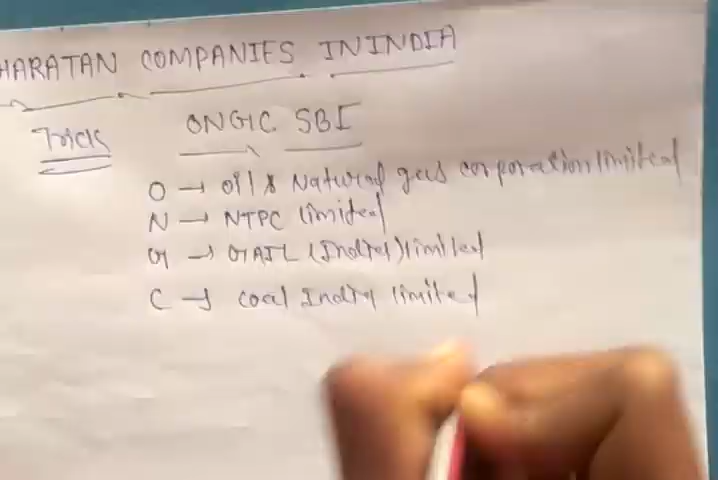 HARATAN COMPANIES IN INDIA
Trick ONGC SBI
O → oil & Natural gas corporation limited
N → NTPC limited
G → GAIL (India) limited
C → coal India limited